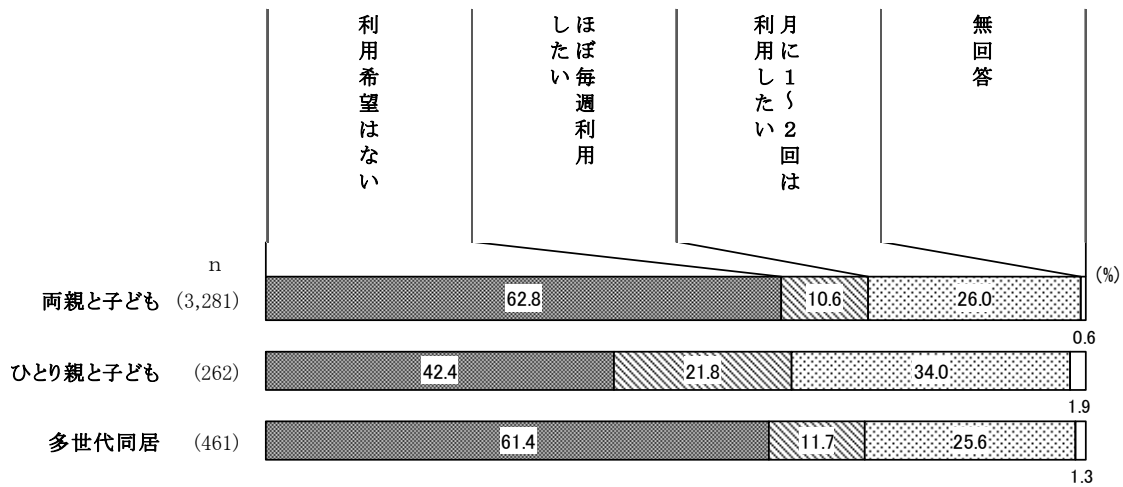 利用希望はない
ほぼ毎週利用
したい
月に1～2回は
利用したい
無回答
n
(%)
両親と子ども (3,281) 62.8 10.6 26.0
0.6
ひとり親と子ども (262) 42.4 21.8 34.0
1.9
多世代同居 (461) 61.4 11.7 25.6
1.3